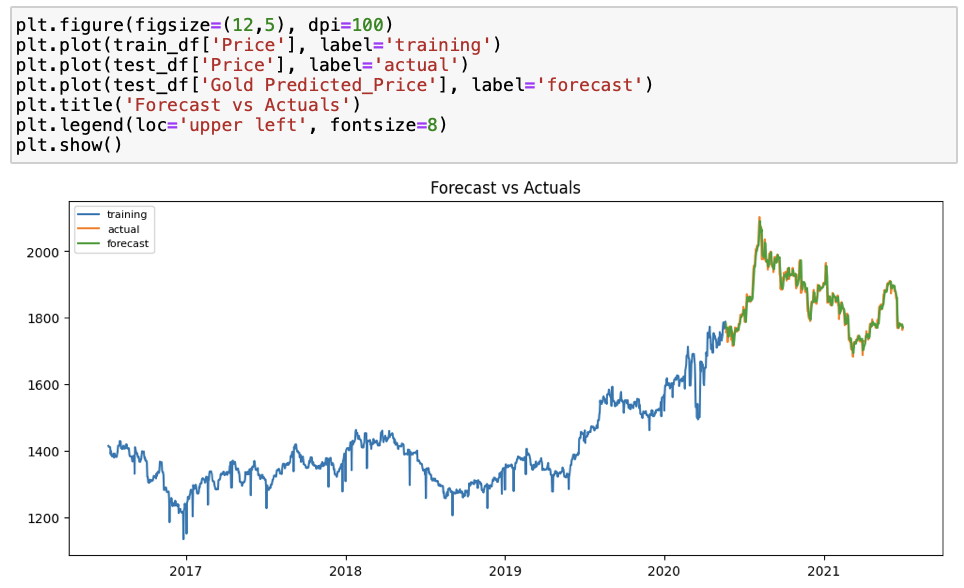 plt.figure(figsize=(12,5), dpi=100)
plt.plot(train_df['Price'], label='training')
plt.plot(test_df['Price'], label='actual')
plt.plot(test_df['Gold Predicted_Price'], label='forecast')
plt.title('Forecast vs Actuals')
plt.legend(loc='upper left', fontsize=8)
plt.show()
Forecast vs Actuals
training
actual
forecast
2000
1800
1600
1400
1200
2017 2018 2019 2020 2021